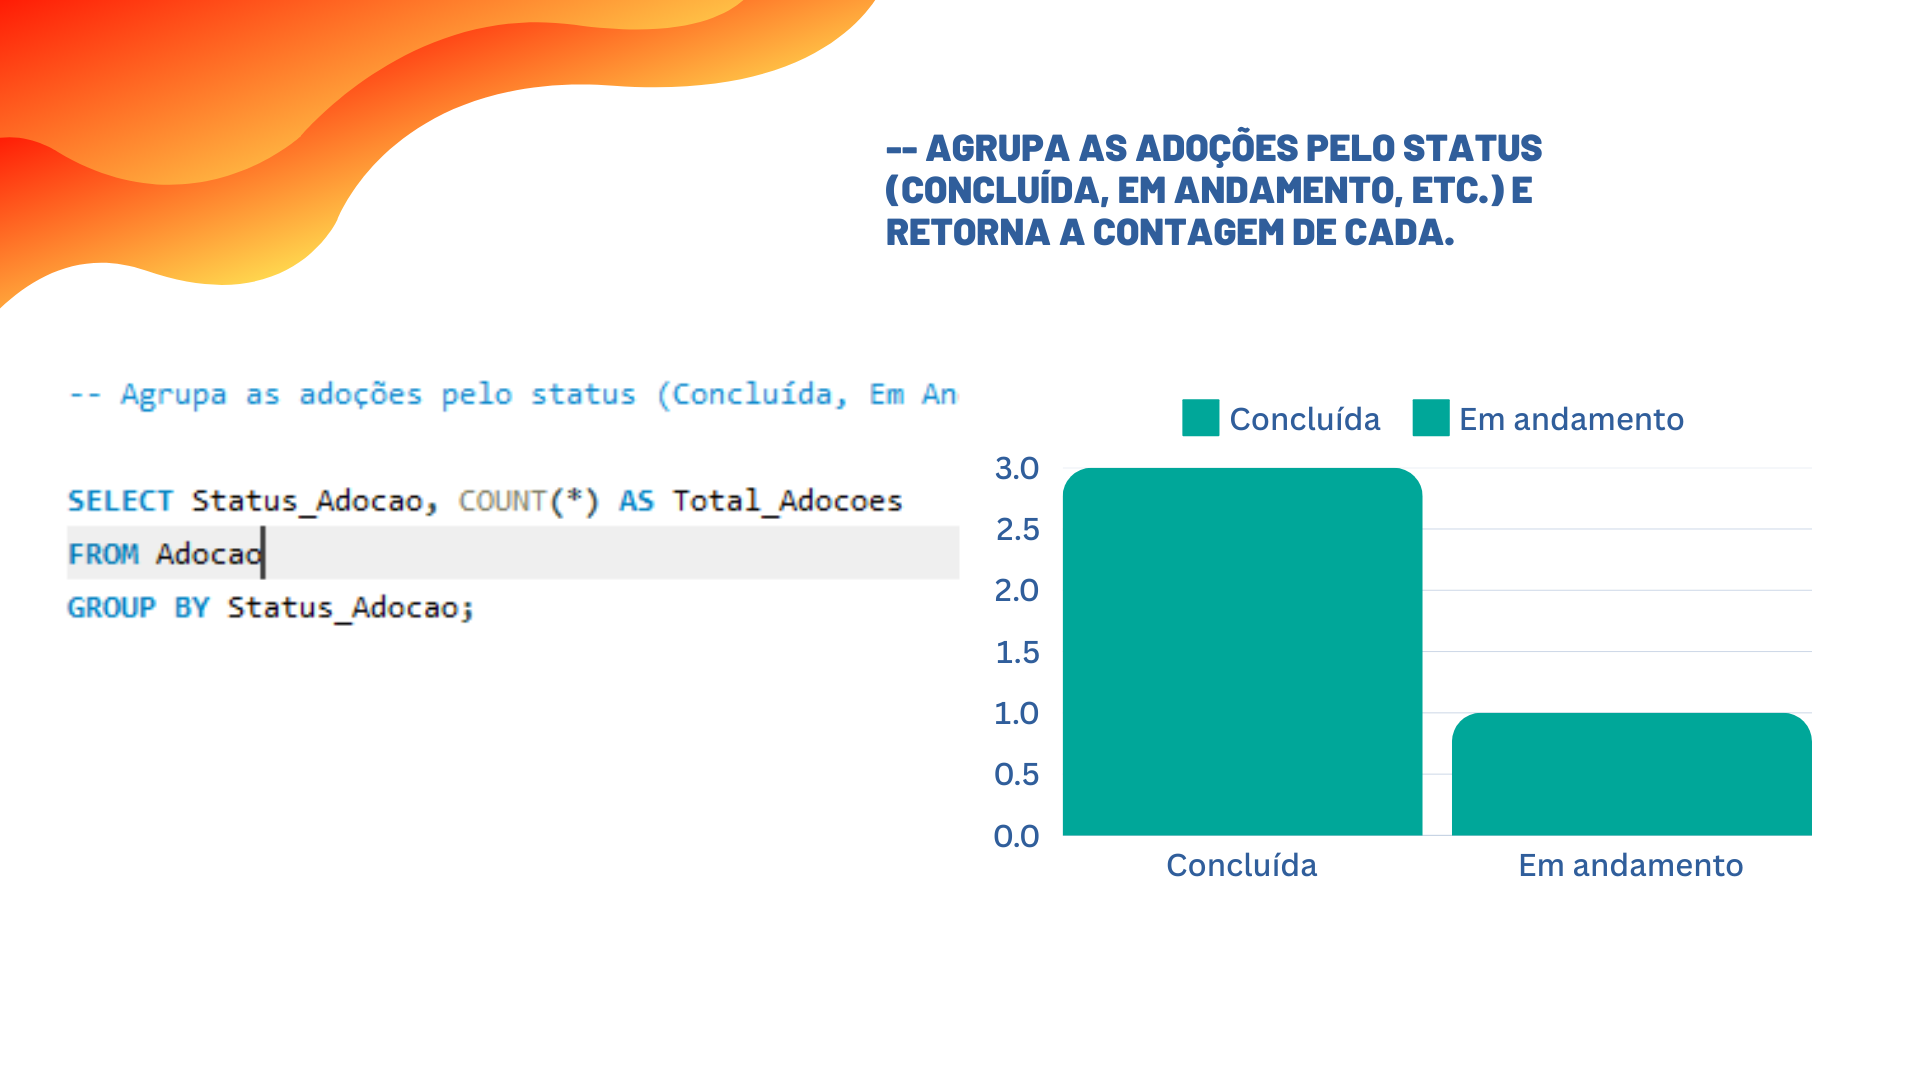 -- AGRUPA AS ADOÇÕES PELO STATUS
(CONCLUÍDA, EM ANDAMENTO, ETC.) E
RETORNA A CONTAGEM DE CADA.
-- Agrupa as adoções pelo status (Concluída, Em An
SELECT Status_Adocao, COUNT(*) AS Total_Adocoes
FROM Adocao
GROUP BY Status_Adocao;
Concluída Em andamento
3.0
2.5
2.0
1.5
1.0
0.5
0.0
Concluída Em andamento